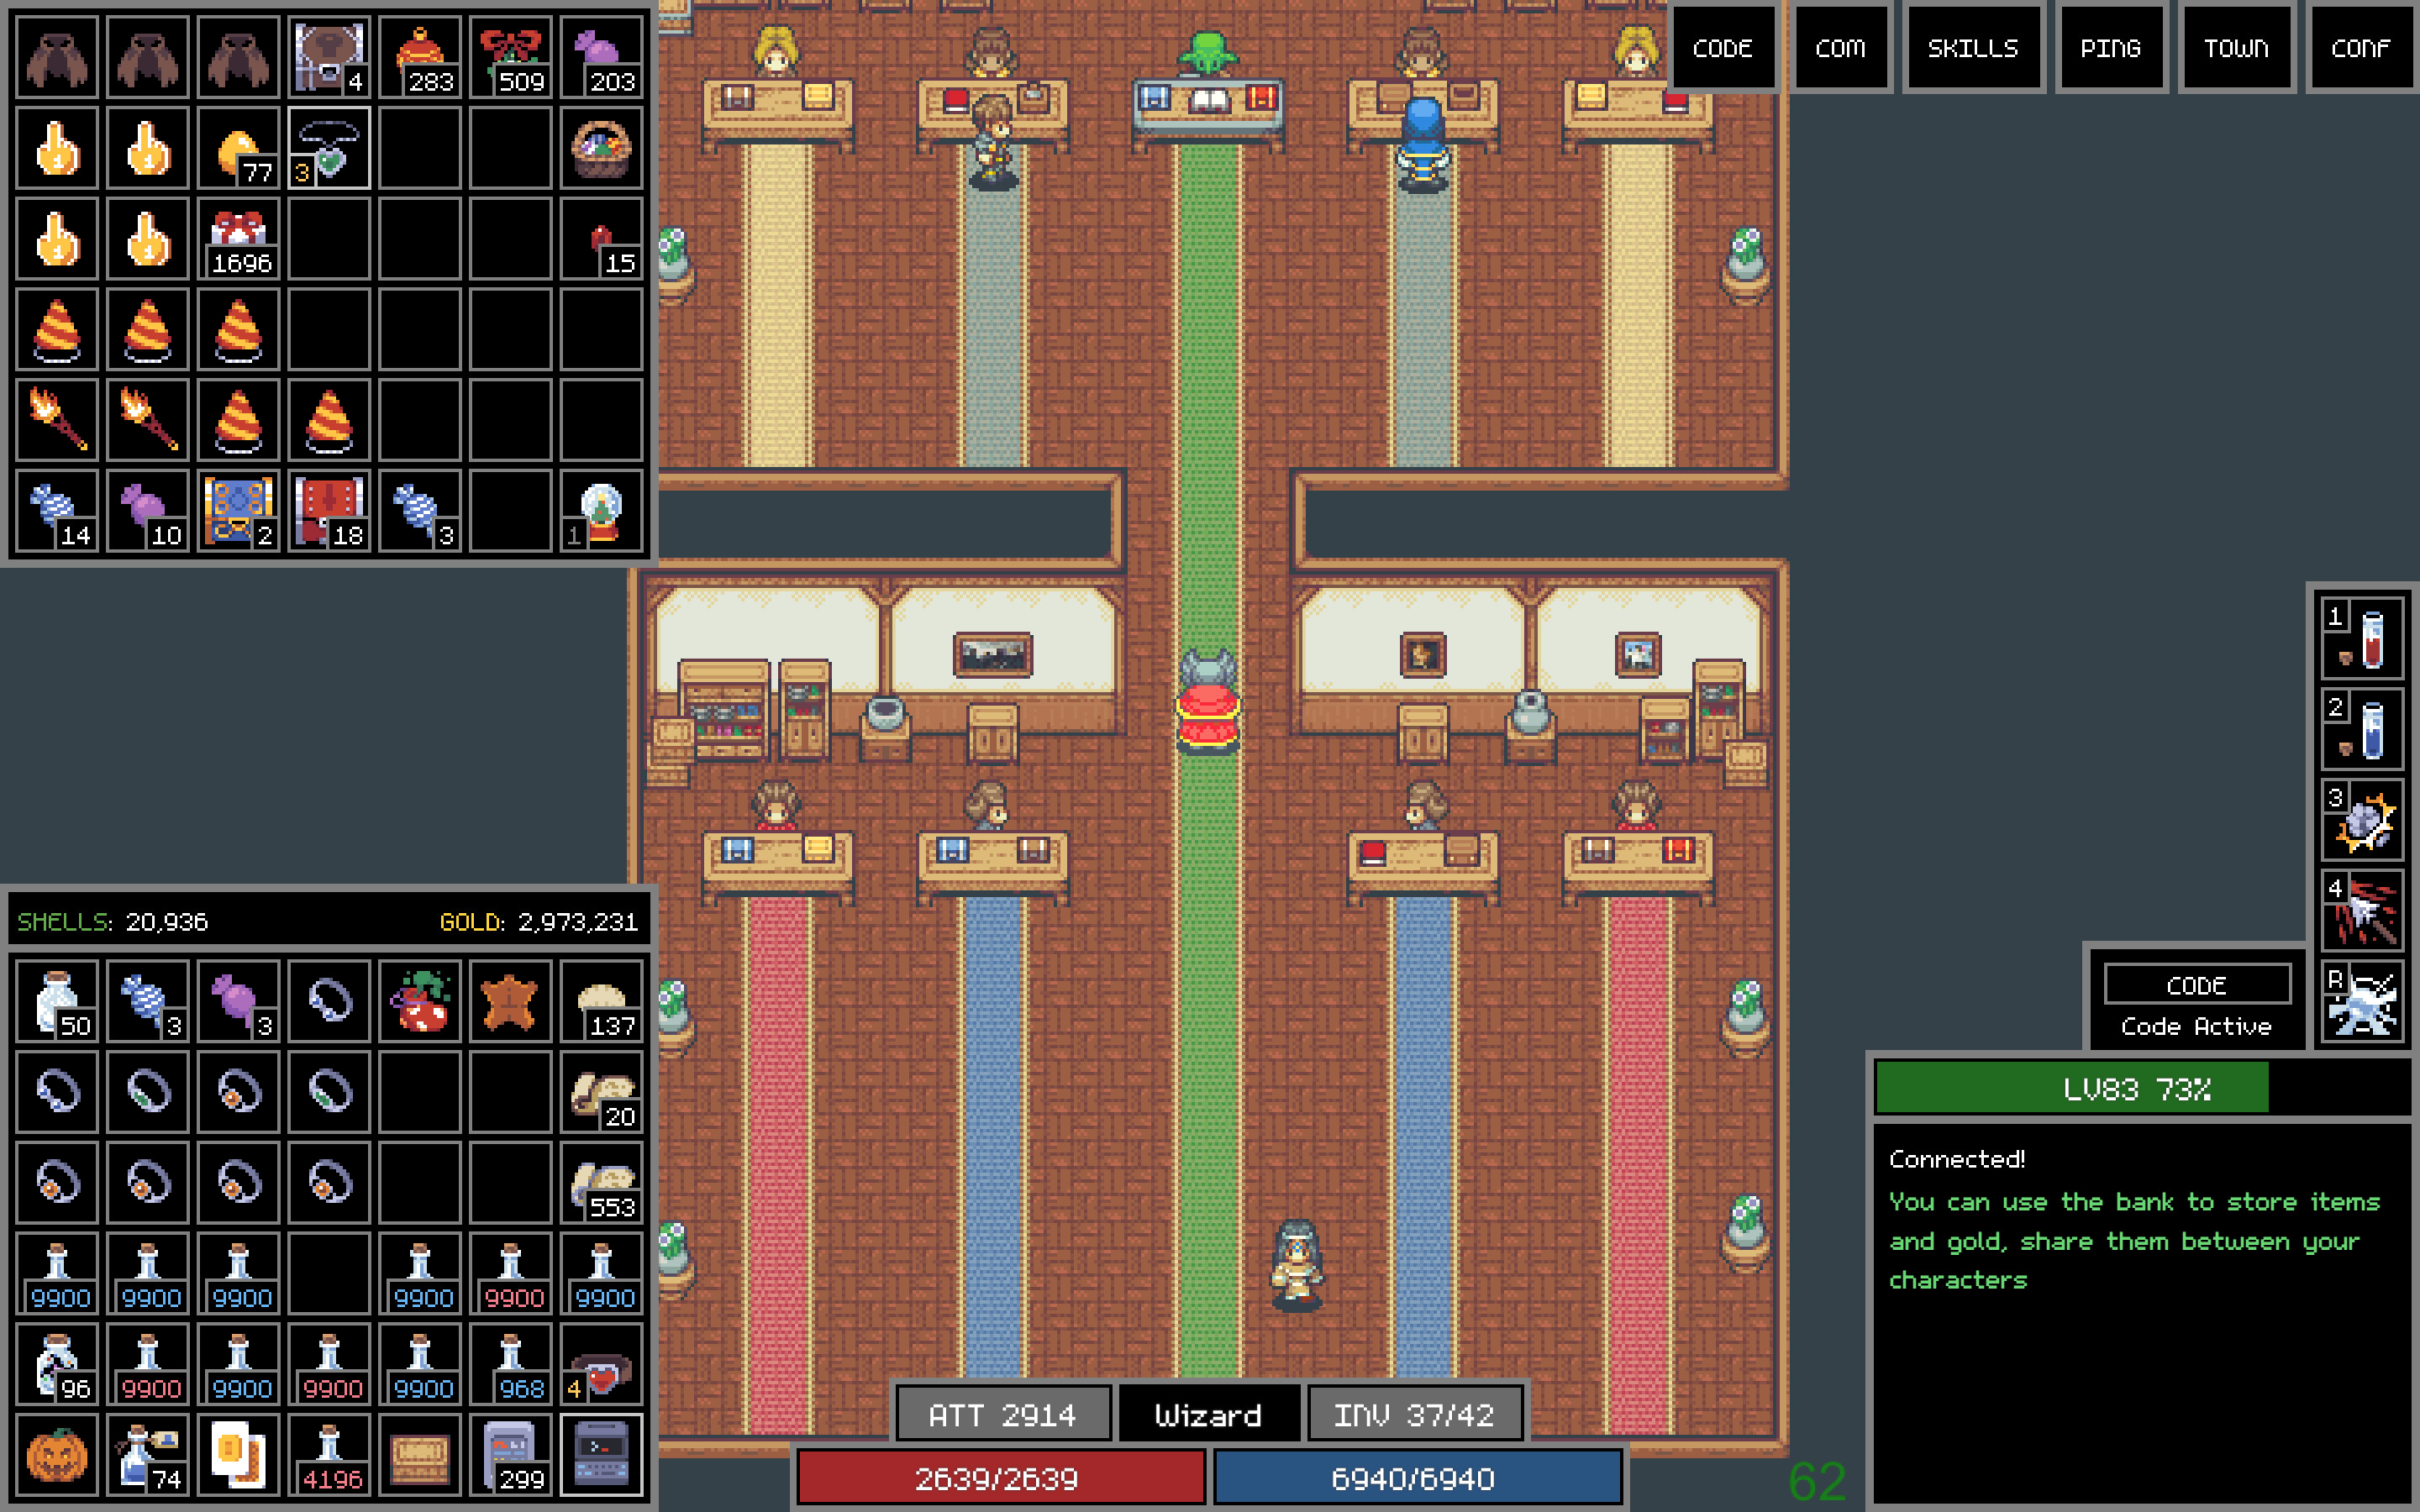 4 283 509 203
1 1 77 3
1 1 1696 15
14 10 2 18 3 1
CODE COM SKILLS PING TOWN CONF
SHELLS: 20,936 GOLD: 2,973,231
50 3 3 137
20
553
9900 9900 9900 9900 9900 9900
96 9900 9900 9900 9900 968 4
74 4196 299
1
2
3
4
R
CODE
Code Active
LV83 73%
Connected!
You can use the bank to store items
and gold, share them between your
characters
ATT 2914 Wizard INV 37/42
2639/2639 6940/6940
62